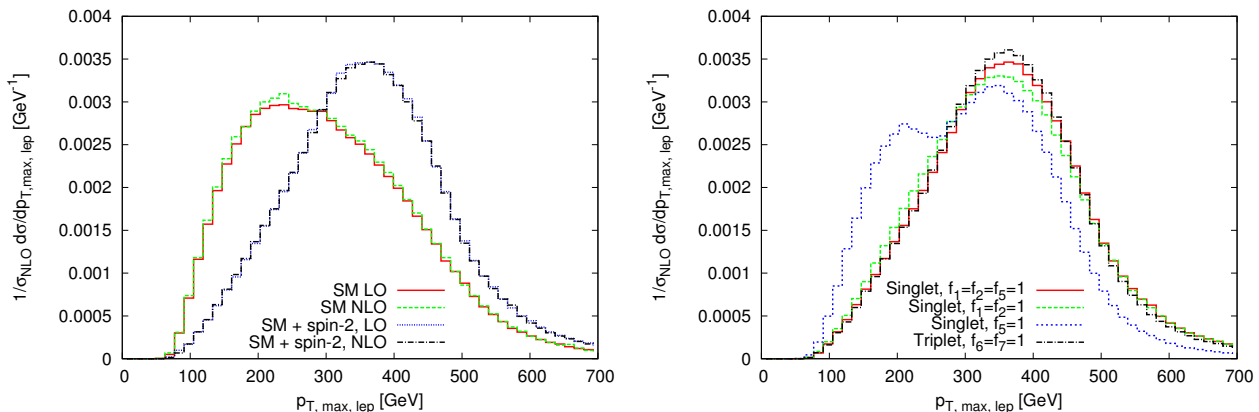 0.004
0.0035
0.003
0.0025
0.002
0.0015
0.001
0.0005
0
1/σNLO dσ/dpT,max,lep [GeV-1]
SM LO
SM NLO
SM + spin-2, LO
SM + spin-2, NLO
0 100 200 300 400 500 600 700
pT, max, lep [GeV]
0.004
0.0035
0.003
0.0025
0.002
0.0015
0.001
0.0005
0
1/σNLO dσ/dpT,max,lep [GeV-1]
Singlet, f1=f2=f5=1
Singlet, f1=f2=1
Singlet, f5=1
Triplet, f6=f7=1
0 100 200 300 400 500 600 700
pT, max, lep [GeV]